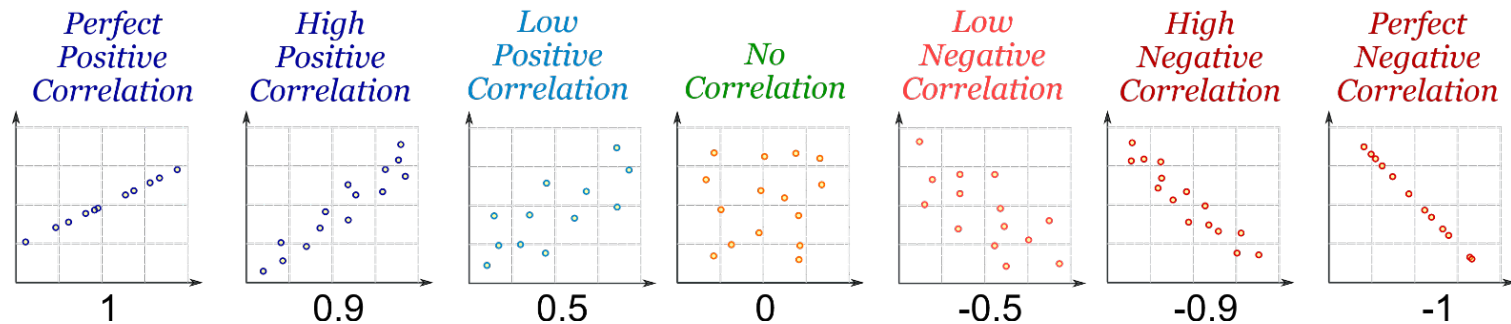 Perfect
Positive
Correlation
High
Positive
Correlation
Low
Positive
Correlation
No
Correlation
Low
Negative
Correlation
High
Negative
Correlation
Perfect
Negative
Correlation
1
0.9
0.5
0
-0.5
-0.9
-1